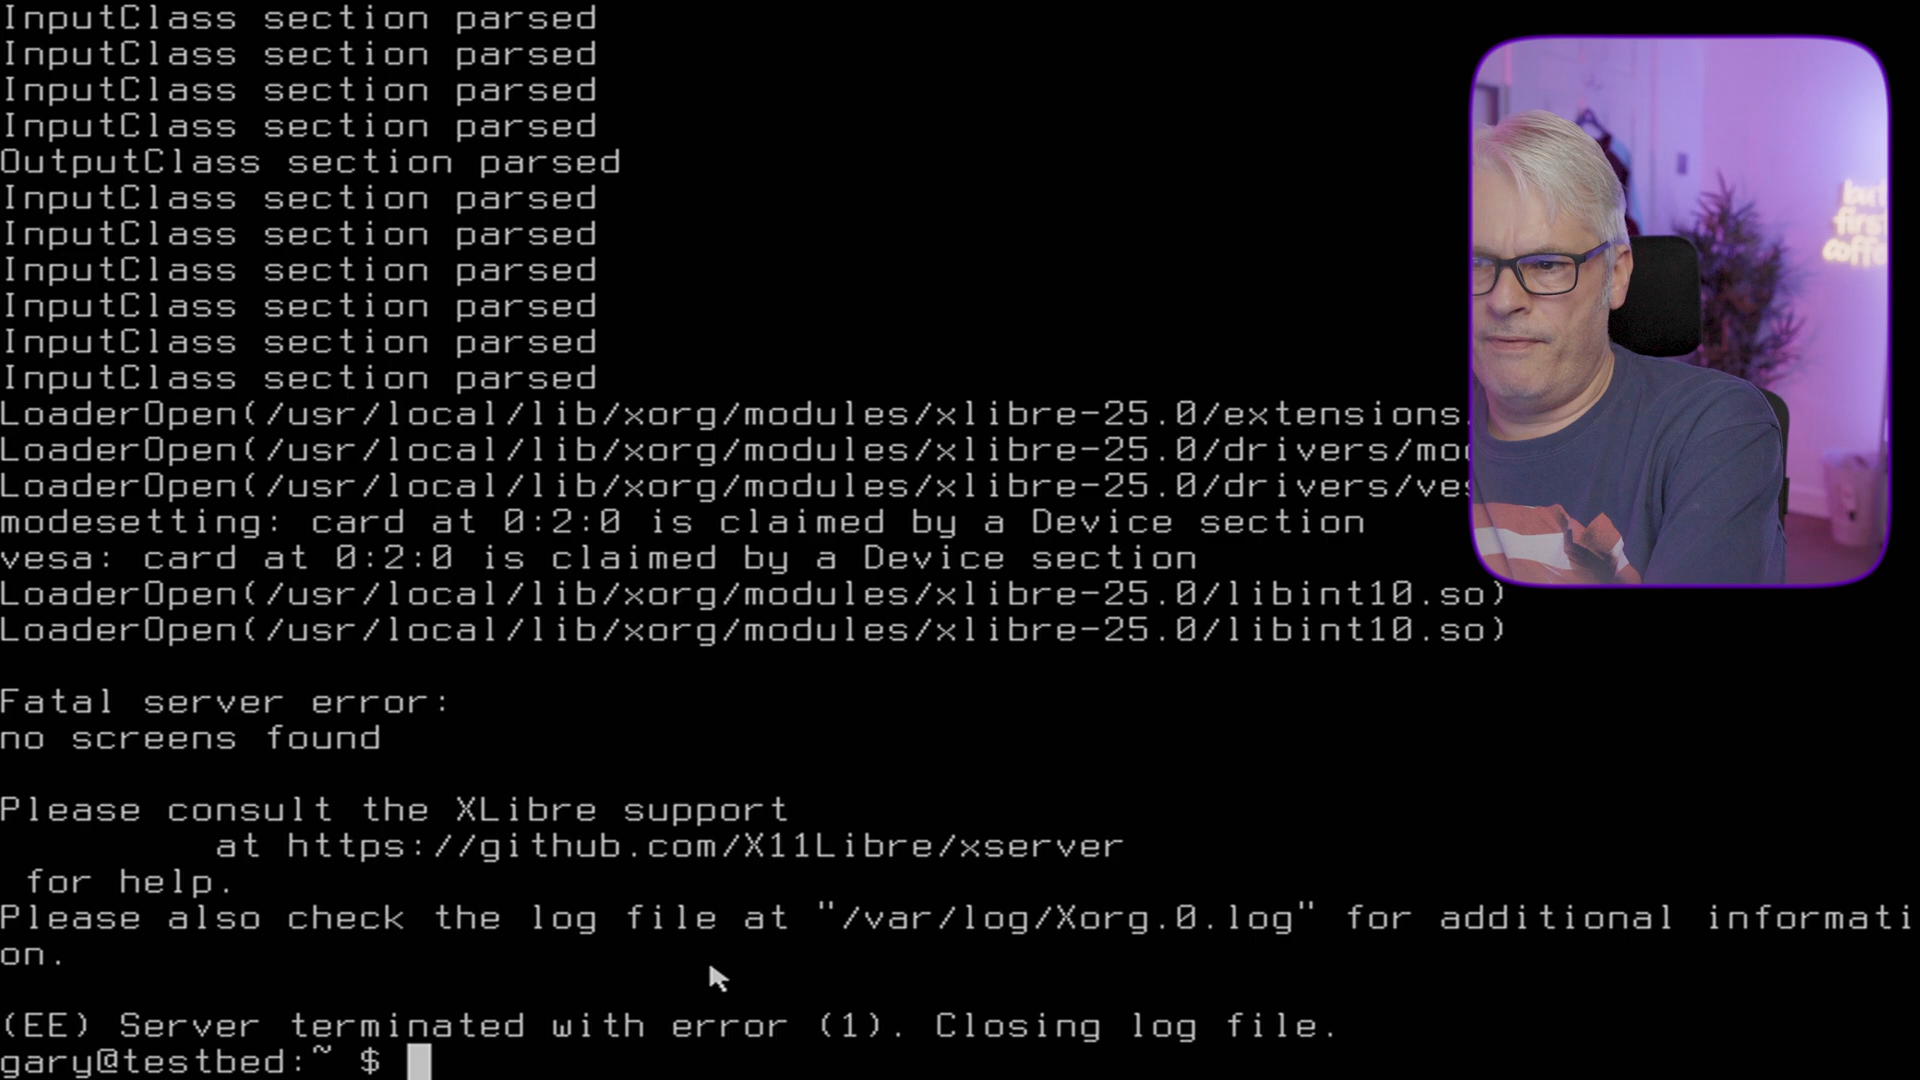 InputClass section parsed
InputClass section parsed
InputClass section parsed
InputClass section parsed
OutputClass section parsed
InputClass section parsed
InputClass section parsed
InputClass section parsed
InputClass section parsed
InputClass section parsed
InputClass section parsed
LoaderOpen(/usr/local/lib/xorg/modules/xlibre-25.0/extensions
LoaderOpen(/usr/local/lib/xorg/modules/xlibre-25.0/drivers/mo
LoaderOpen(/usr/local/lib/xorg/modules/xlibre-25.0/drivers/ves
modesetting: card at 0:2:0 is claimed by a Device section
vesa: card at 0:2:0 is claimed by a Device section
LoaderOpen(/usr/local/lib/xorg/modules/xlibre-25.0/libint10.so)
LoaderOpen(/usr/local/lib/xorg/modules/xlibre-25.0/libint10.so)
Fatal server error:
no screens found
Please consult the XLibre support
at https://github.com/X11Libre/xserver
for help.
Please also check the log file at "/var/log/Xorg.0.log" for additional informati
on.
(EE) Server terminated with error (1). Closing log file.
gary@testbed:~ $
but
first
coffe